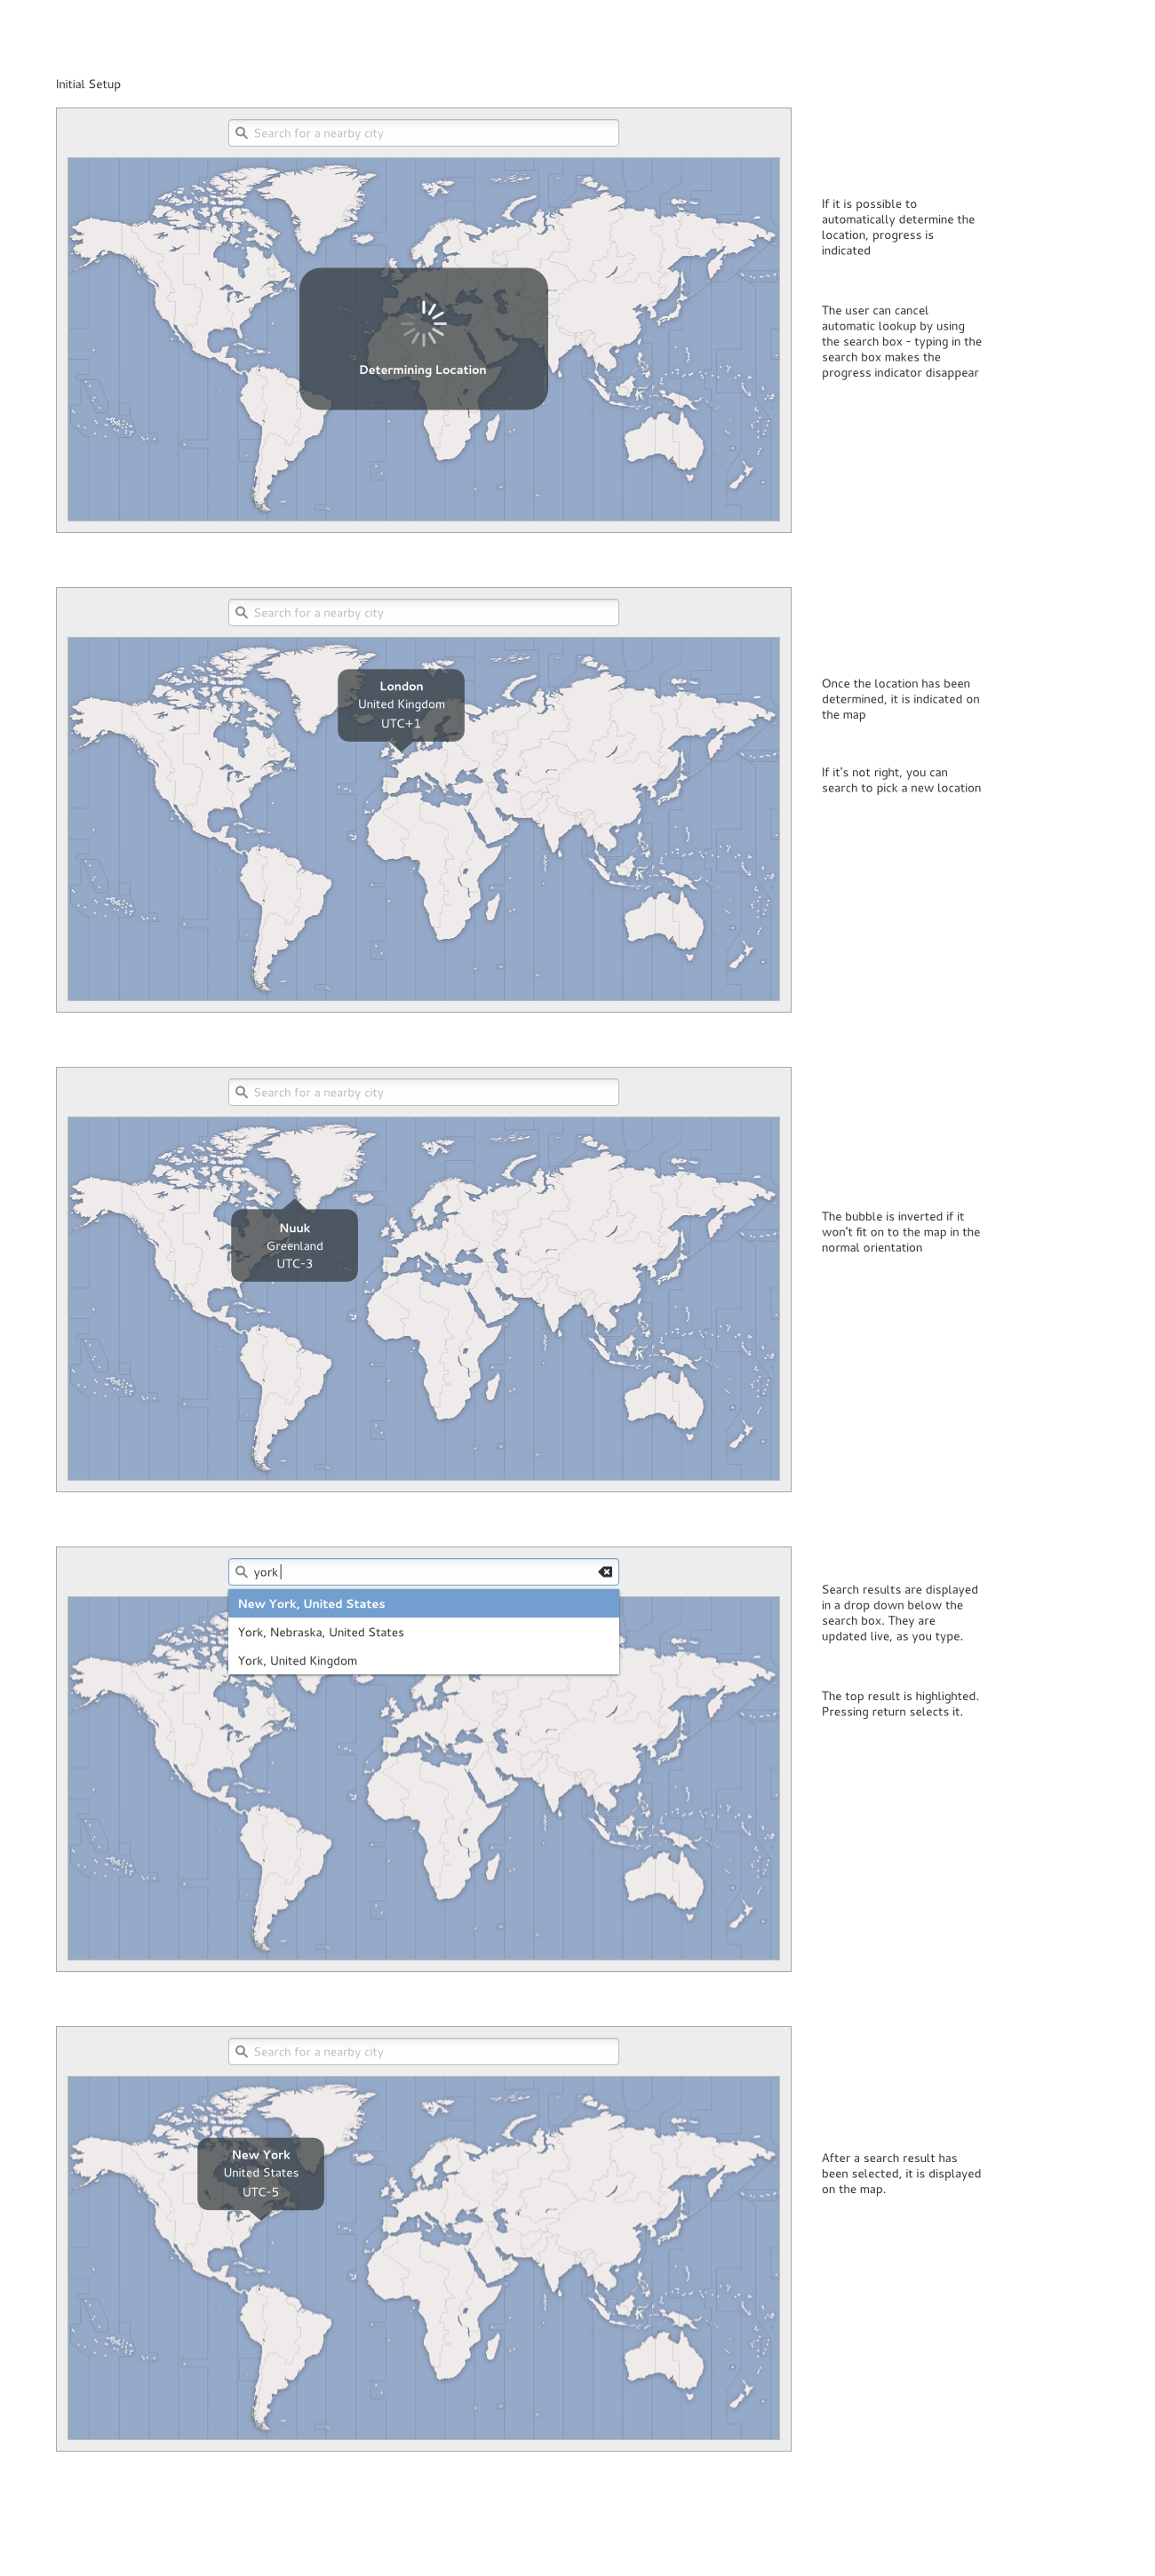 Initial Setup
Search for a nearby city
Determining Location
If it is possible to
automatically determine the
location, progress is
indicated
The user can cancel
automatic lookup by using
the search box - typing in the
search box makes the
progress indicator disappear
Search for a nearby city
London
United Kingdom
UTC+1
Once the location has been
determined, it is indicated on
the map
If it's not right, you can
search to pick a new location
Search for a nearby city
Nuuk
Greenland
UTC-3
The bubble is inverted if it
won't fit on to the map in the
normal orientation
york
New York, United States
York, Nebraska, United States
York, United Kingdom
Search results are displayed
in a drop down below the
search box. They are
updated live, as you type.
The top result is highlighted.
Pressing return selects it.
Search for a nearby city
New York
United States
UTC-5
After a search result has
been selected, it is displayed
on the map.